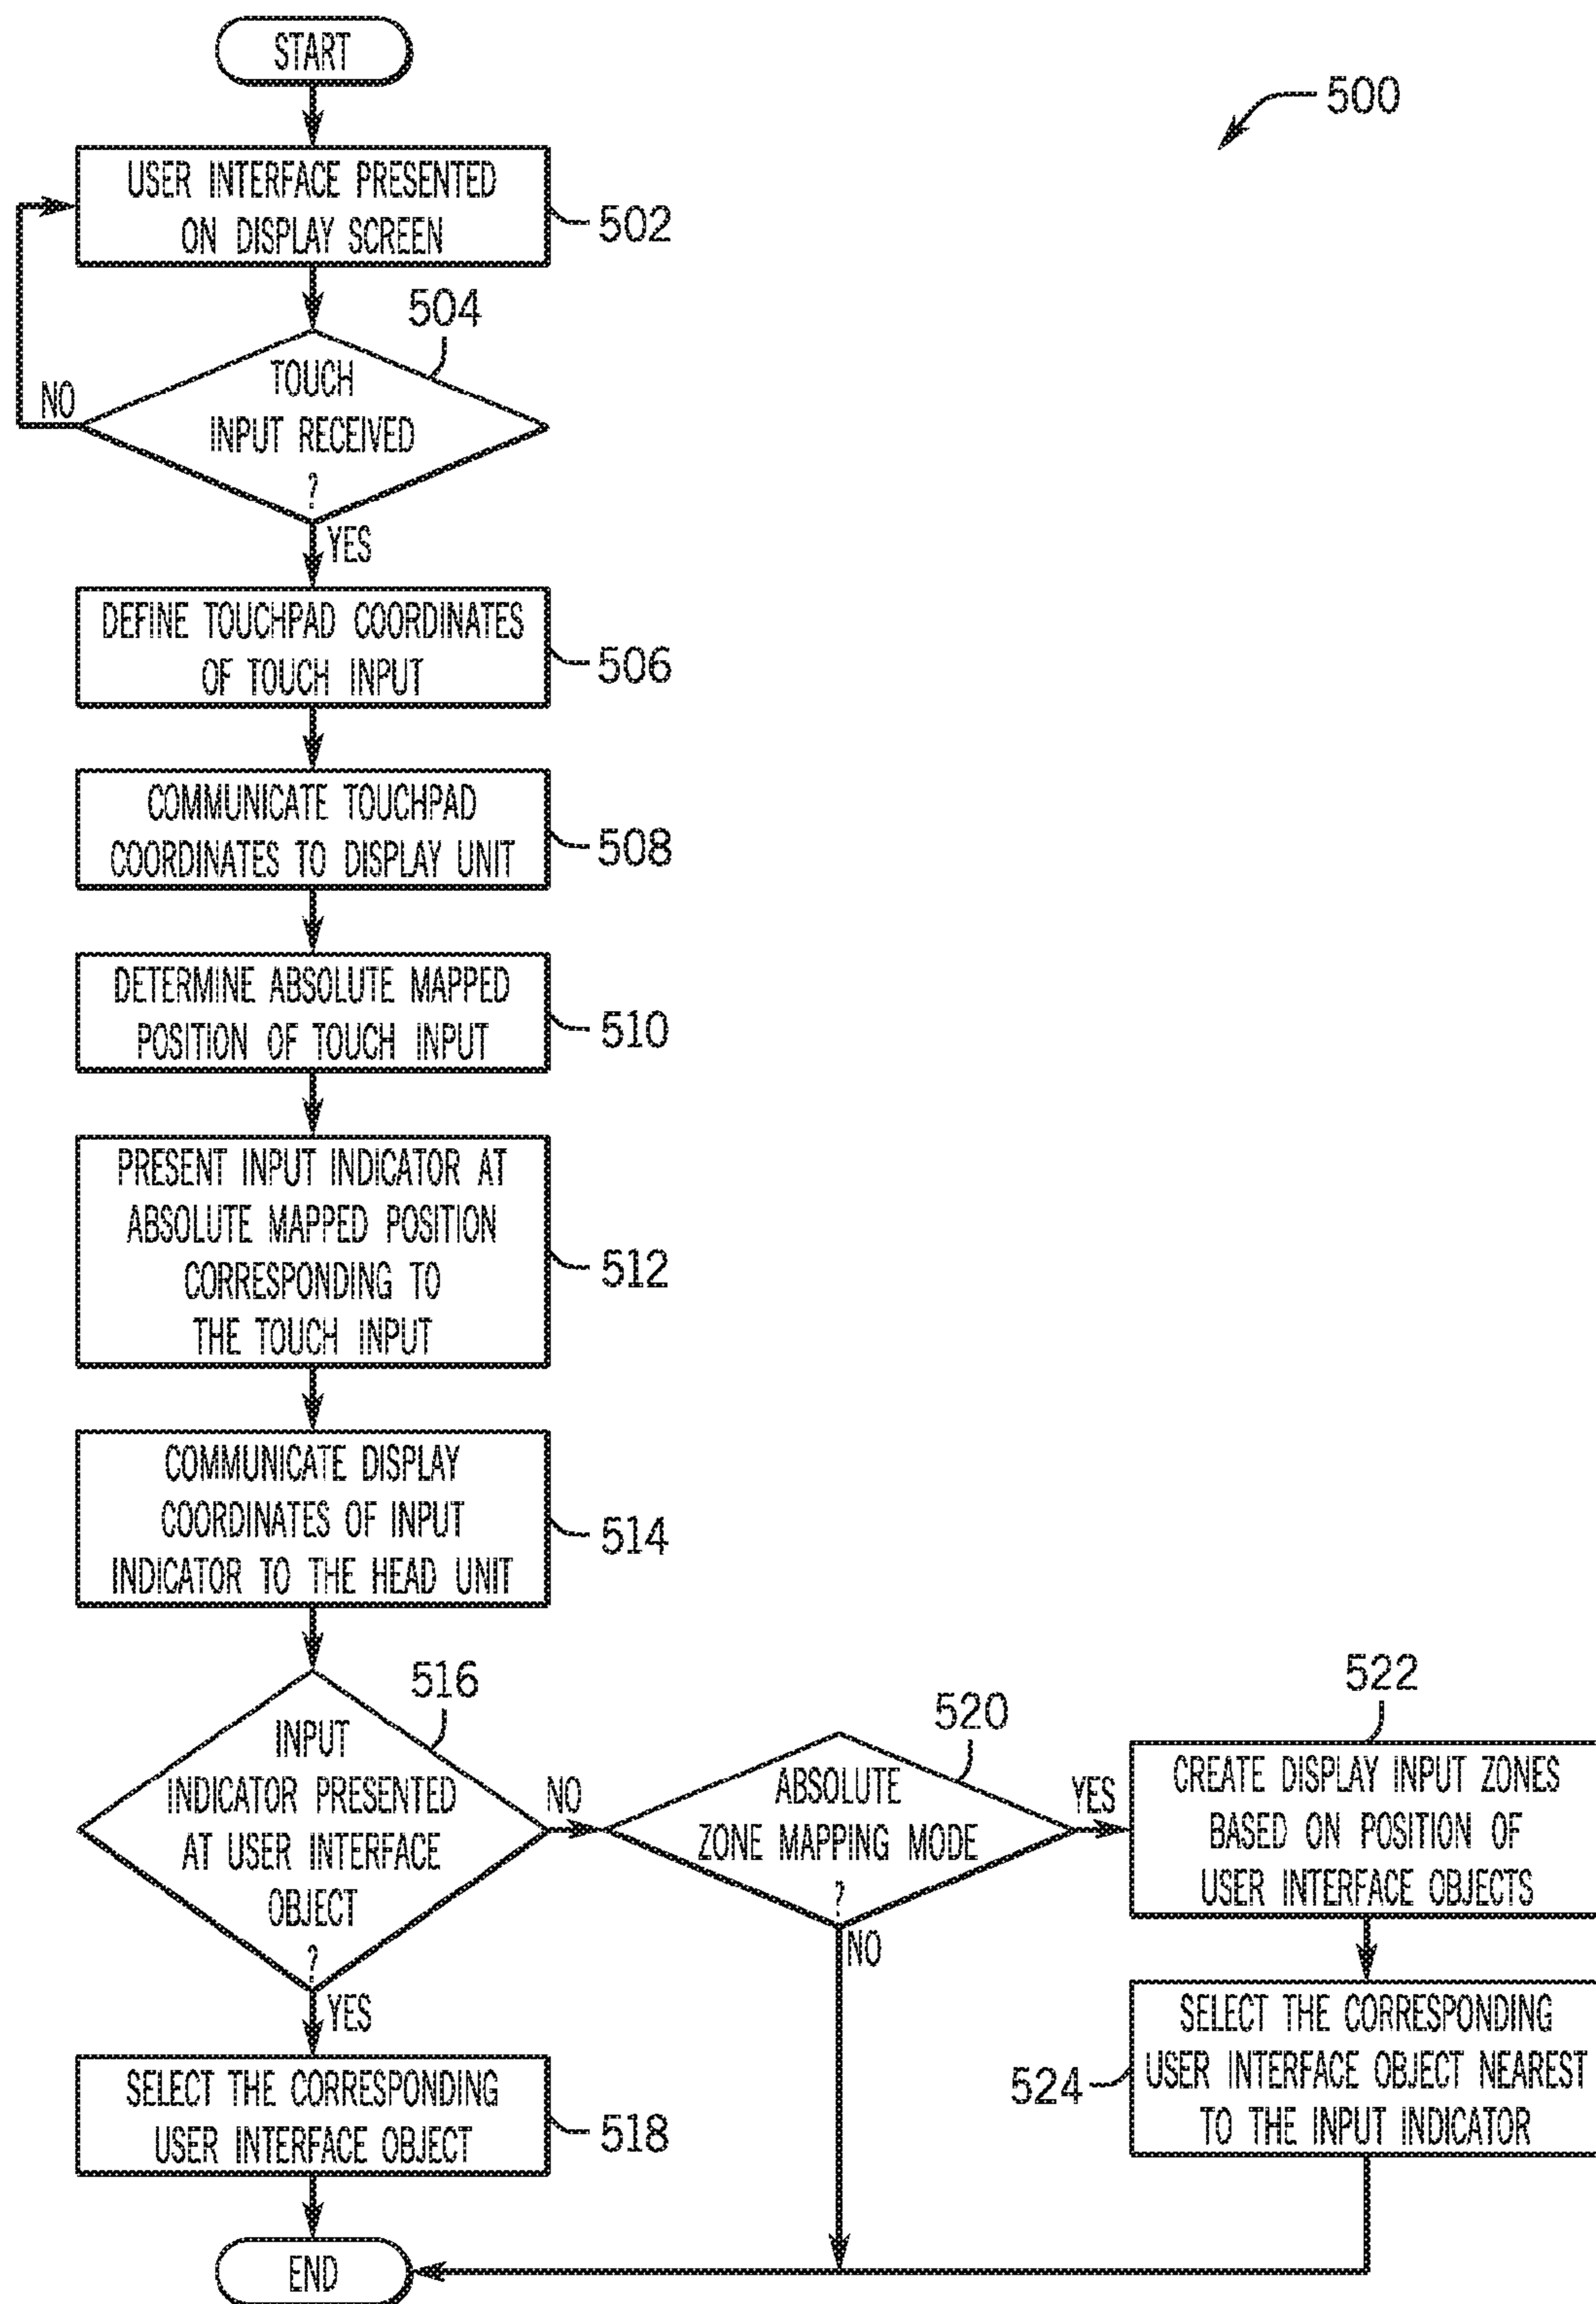 START
500
USER INTERFACE PRESENTED
ON DISPLAY SCREEN
502
504
TOUCH
INPUT RECEIVED
?
NO
YES
DEFINE TOUCHPAD COORDINATES
OF TOUCH INPUT
506
COMMUNICATE TOUCHPAD
COORDINATES TO DISPLAY UNIT
508
DETERMINE ABSOLUTE MAPPED
POSITION OF TOUCH INPUT
510
PRESENT INPUT INDICATOR AT
ABSOLUTE MAPPED POSITION
CORRESPONDING TO
THE TOUCH INPUT
512
COMMUNICATE DISPLAY
COORDINATES OF INPUT
INDICATOR TO THE HEAD UNIT
514
516
INPUT
INDICATOR PRESENTED
AT USER INTERFACE
OBJECT
?
NO
YES
520
ABSOLUTE
ZONE MAPPING MODE
?
YES
NO
522
CREATE DISPLAY INPUT ZONES
BASED ON POSITION OF
USER INTERFACE OBJECTS
SELECT THE CORRESPONDING
USER INTERFACE OBJECT NEAREST
TO THE INPUT INDICATOR
524
SELECT THE CORRESPONDING
USER INTERFACE OBJECT
518
END